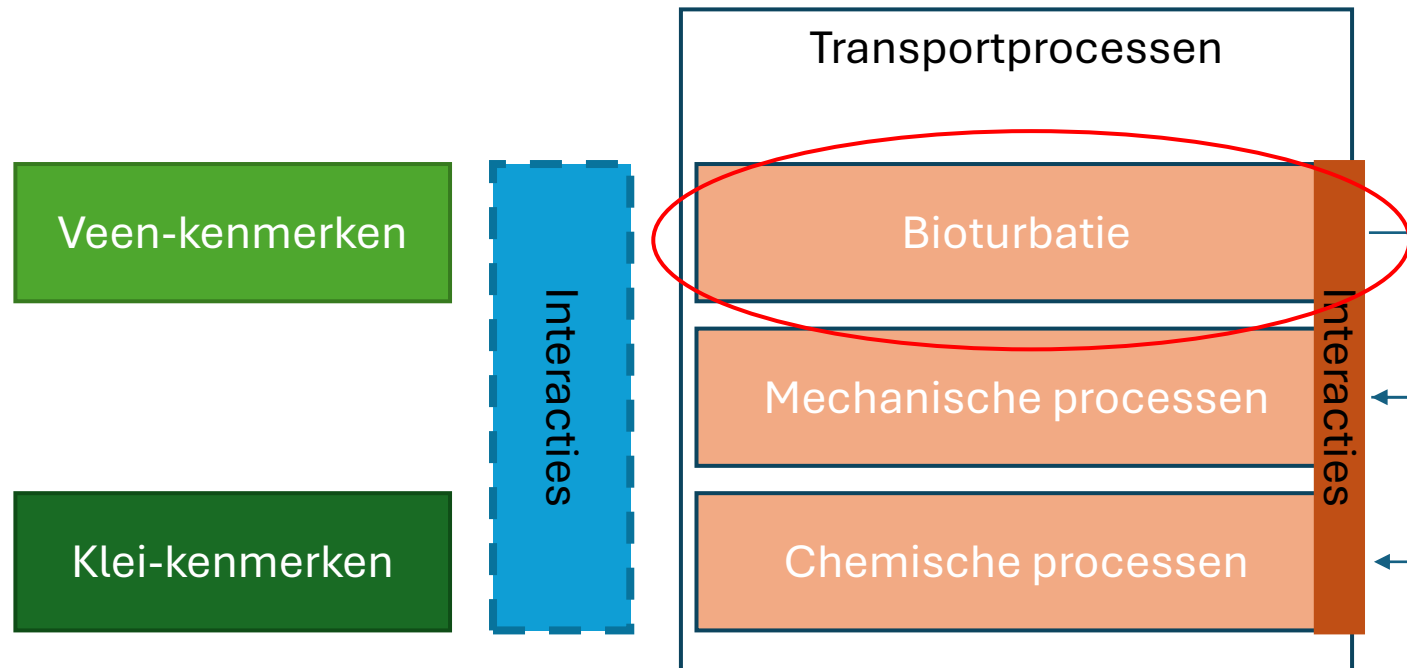 Transportprocessen
Veen-kenmerken
Interacties
Bioturbatie
Interacties
Mechanische processen
Klei-kenmerken
Chemische processen